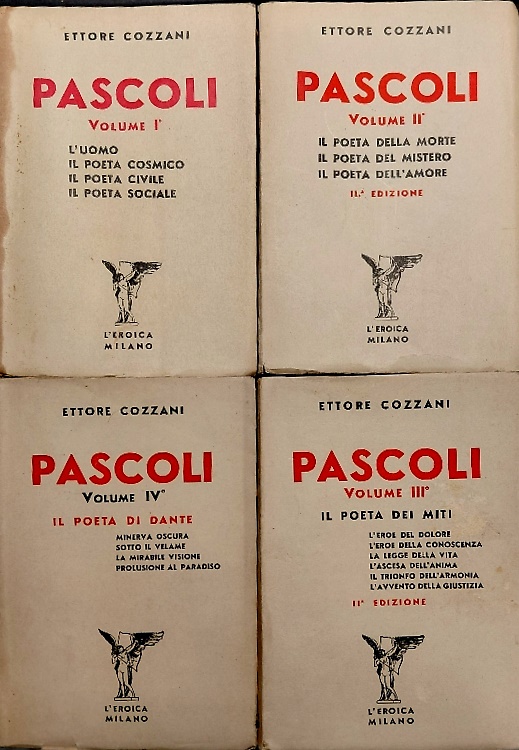 ETTORE COZZANI
PASCOLI
VOLUME I°
L'UOMO
IL POETA COSMICO
IL POETA CIVILE
IL POETA SOCIALE
L'EROICA
MILANO
ETTORE COZZANI
PASCOLI
VOLUME II°
IL POETA DELLA MORTE
IL POETA DEL MISTERO
IL POETA DELL'AMORE
II.ª EDIZIONE
L'EROICA
MILANO
ETTORE COZZANI
PASCOLI
VOLUME IV°
IL POETA DI DANTE
MINERVA OSCURA
SOTTO IL VELAME
LA MIRABILE VISIONE
PROLUSIONE AL PARADISO
L'EROICA
MILANO
ETTORE COZZANI
PASCOLI
VOLUME III°
IL POETA DEI MITI
L'EROE DEL DOLORE
L'EROE DELLA CONOSCENZA
LA LEGGE DELLA VITA
L'ASCESA DELL'ANIMA
IL TRIONFO DELL'ARMONIA
L'AVVENTO DELLA GIUSTIZIA
IIª EDIZIONE
L'EROICA
MILANO